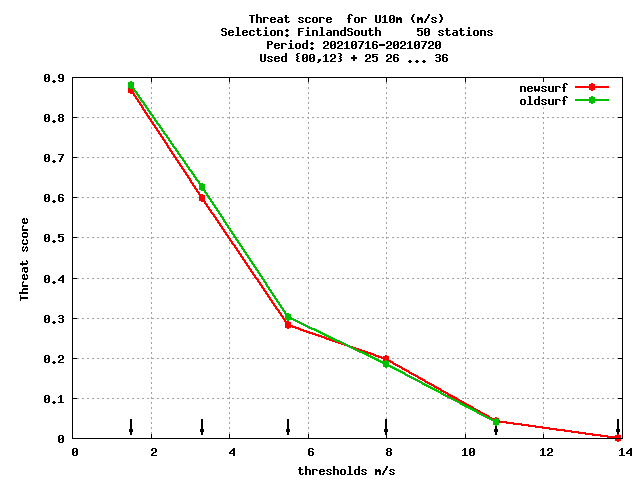 Threat score  for U10m (m/s)
Selection: FinlandSouth     50 stations
Period: 20210716-20210720
Used {00,12} + 25 26 ... 36
newsurf
oldsurf
0.9
0.8
0.7
0.6
0.5
0.4
0.3
0.2
0.1
0
Threat score
0 2 4 6 8 10 12 14
thresholds m/s